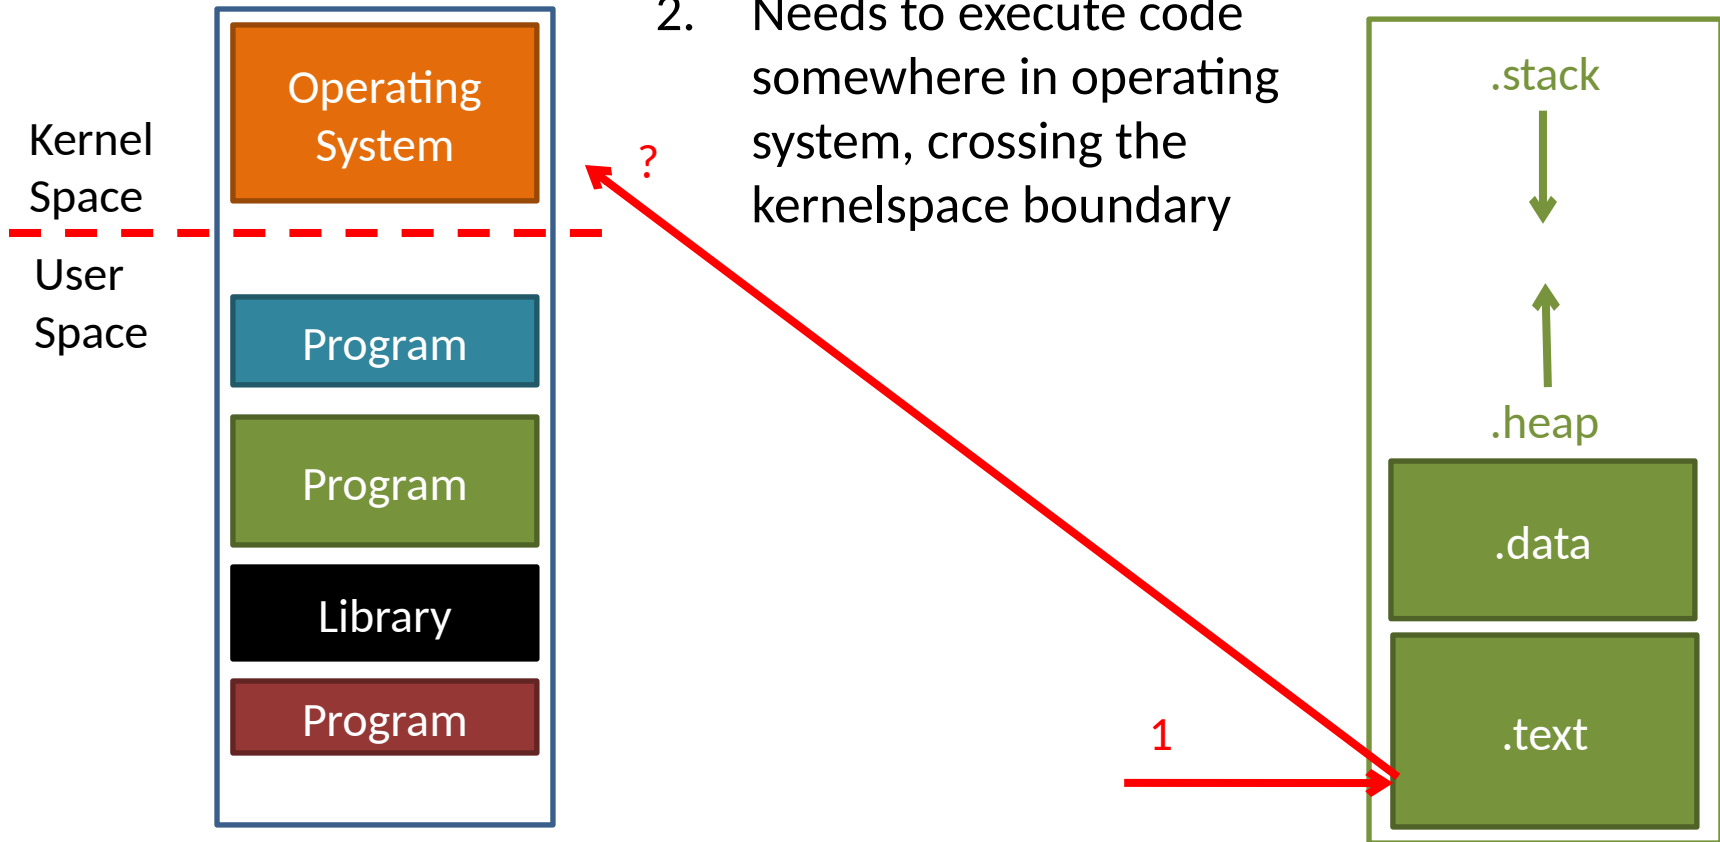 Operating
System
Kernel
Space
User
Space
Program
Program
Library
Program
?
2. Needs to execute code
somewhere in operating
system, crossing the
kernelspace boundary
1
.stack
.heap
.data
.text